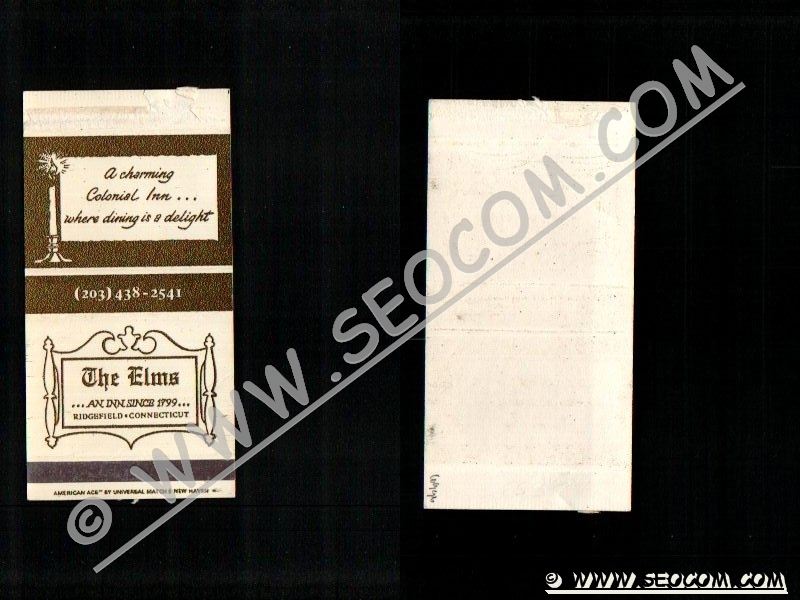 A charming
Colonial Inn ...
where dining is a delight
(203) 438-2541
The Elms
...AN INN SINCE 1799...
RIDGEFIELD • CONNECTICUT
AMERICAN ACE" BY UNIVERSAL MATCH NEW HAVEN
© WWW.SEOCOM.COM
© WWW.SEOCOM.COM